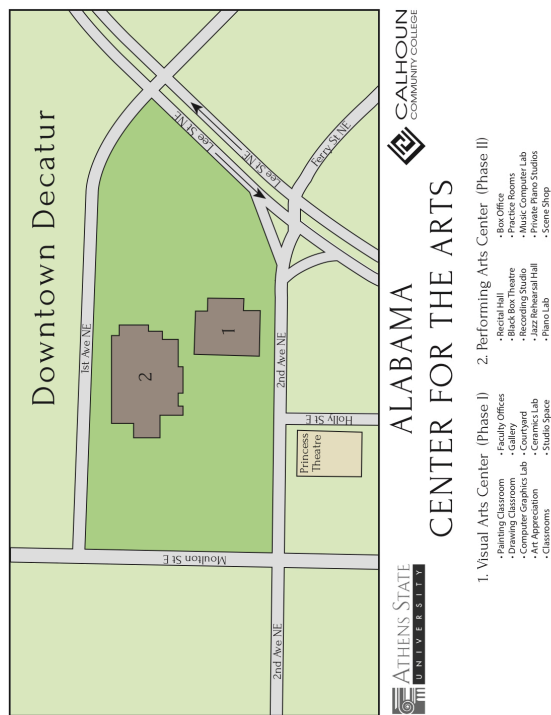 Downtown Decatur
1st Ave NE
Lee St NE
Lee St NE
Ferry St NE
2
1
2nd Ave NE
Holly St E
Princess
Theatre
Moulton St E
2nd Ave NE
ATHENS STATE
UNIVERSITY
ALABAMA
CENTER FOR THE ARTS
CALHOUN
COMMUNITY COLLEGE
1. Visual Arts Center (Phase I)
• Painting Classroom
• Drawing Classroom
• Computer Graphics Lab
• Art Appreciation
• Classrooms
• Faculty Offices
• Gallery
• Courtyard
• Ceramics Lab
• Studio Space
2. Performing Arts Center (Phase II)
• Recital Hall
• Black Box Theatre
• Recording Studio
• Jazz Rehearsal Hall
• Piano Lab
• Box Office
• Practice Rooms
• Music Computer Lab
• Private Piano Studios
• Scene Shop